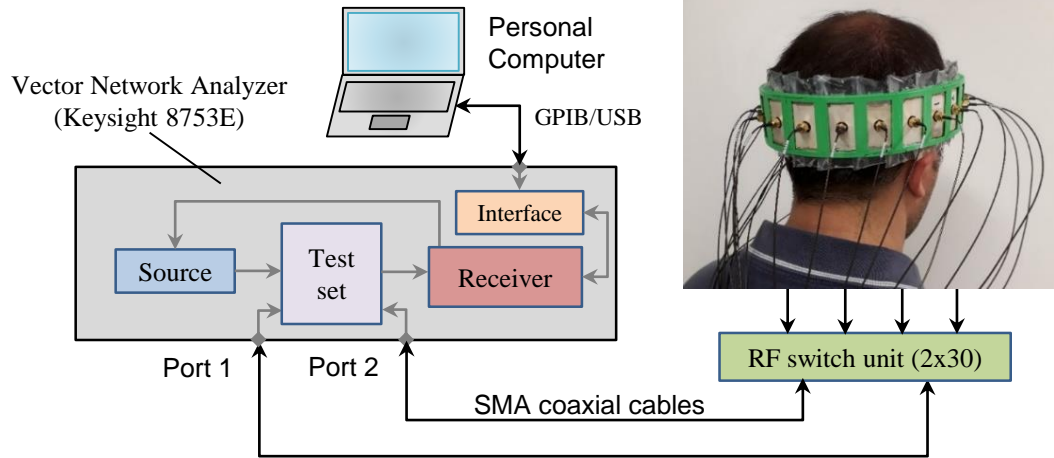 Personal
Computer
Vector Network Analyzer
(Keysight 8753E)
GPIB/USB
Interface
Source
Test
set
Receiver
Port 1
Port 2
RF switch unit (2x30)
SMA coaxial cables